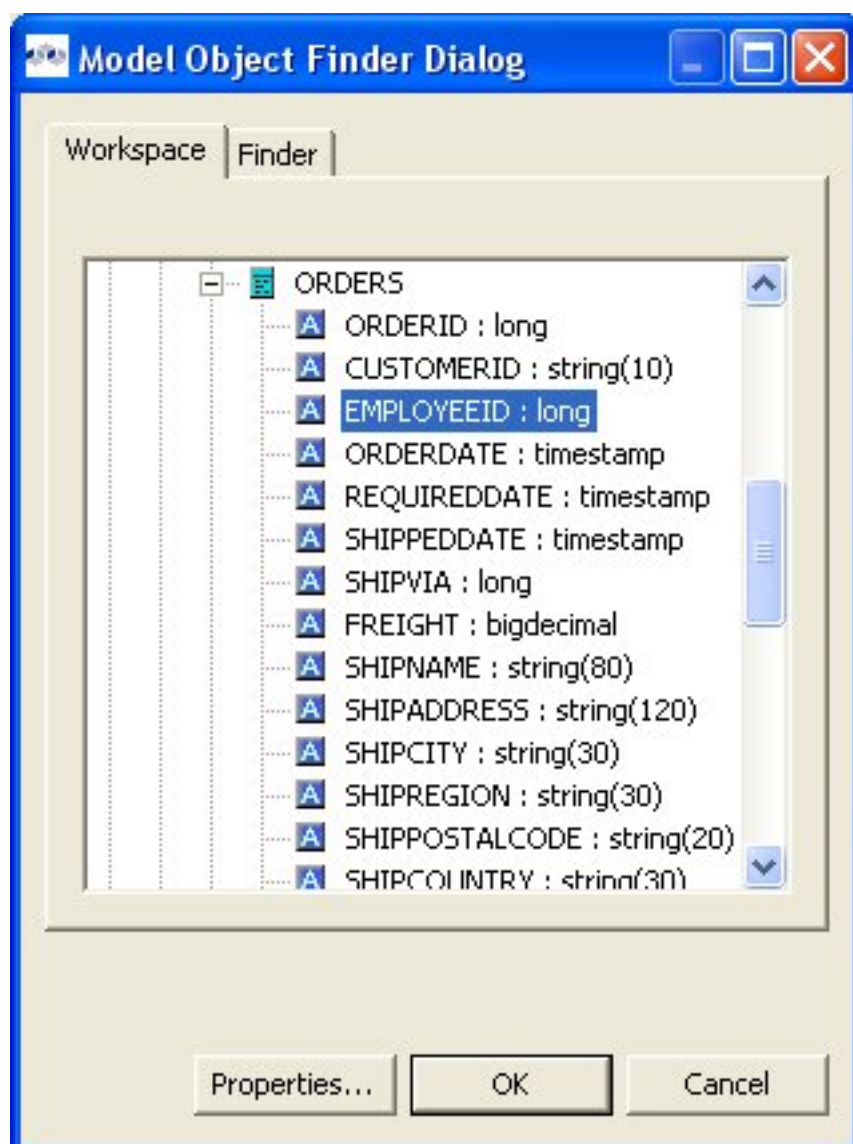 Model Object Finder Dialog
Workspace
Finder
ORDERS
A ORDERID : long
A CUSTOMERID : string(10)
A EMPLOYEEID : long
A ORDERDATE : timestamp
A REQUIREDDATE : timestamp
A SHIPPEDDATE : timestamp
A SHIPVIA : long
A FREIGHT : bigdecimal
A SHIPNAME : string(80)
A SHIPADDRESS : string(120)
A SHIPCITY : string(30)
A SHIPREGION : string(30)
A SHIPPOSTALCODE : string(20)
A SHIPCOUNTRY : string(30)
Properties...
OK
Cancel